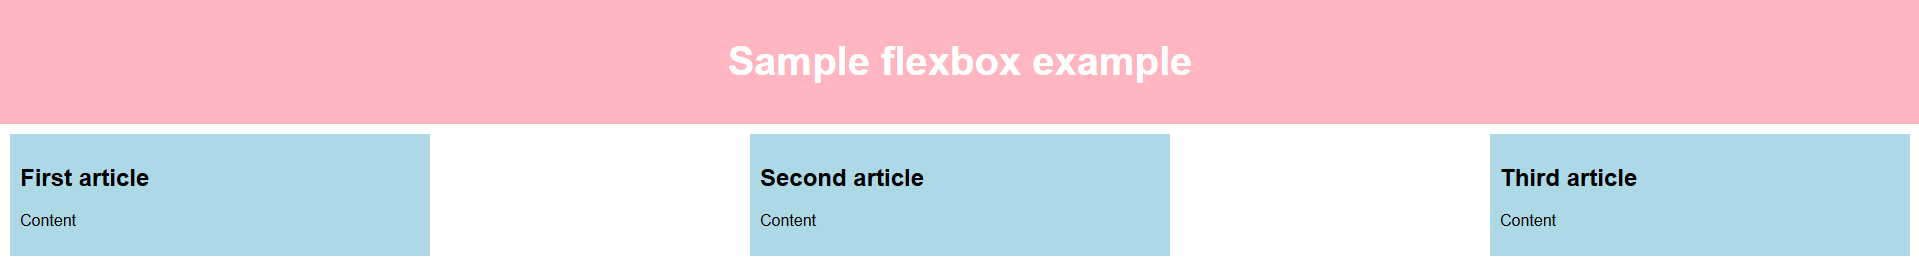 Sample flexbox example
First article
Content
Second article
Content
Third article
Content